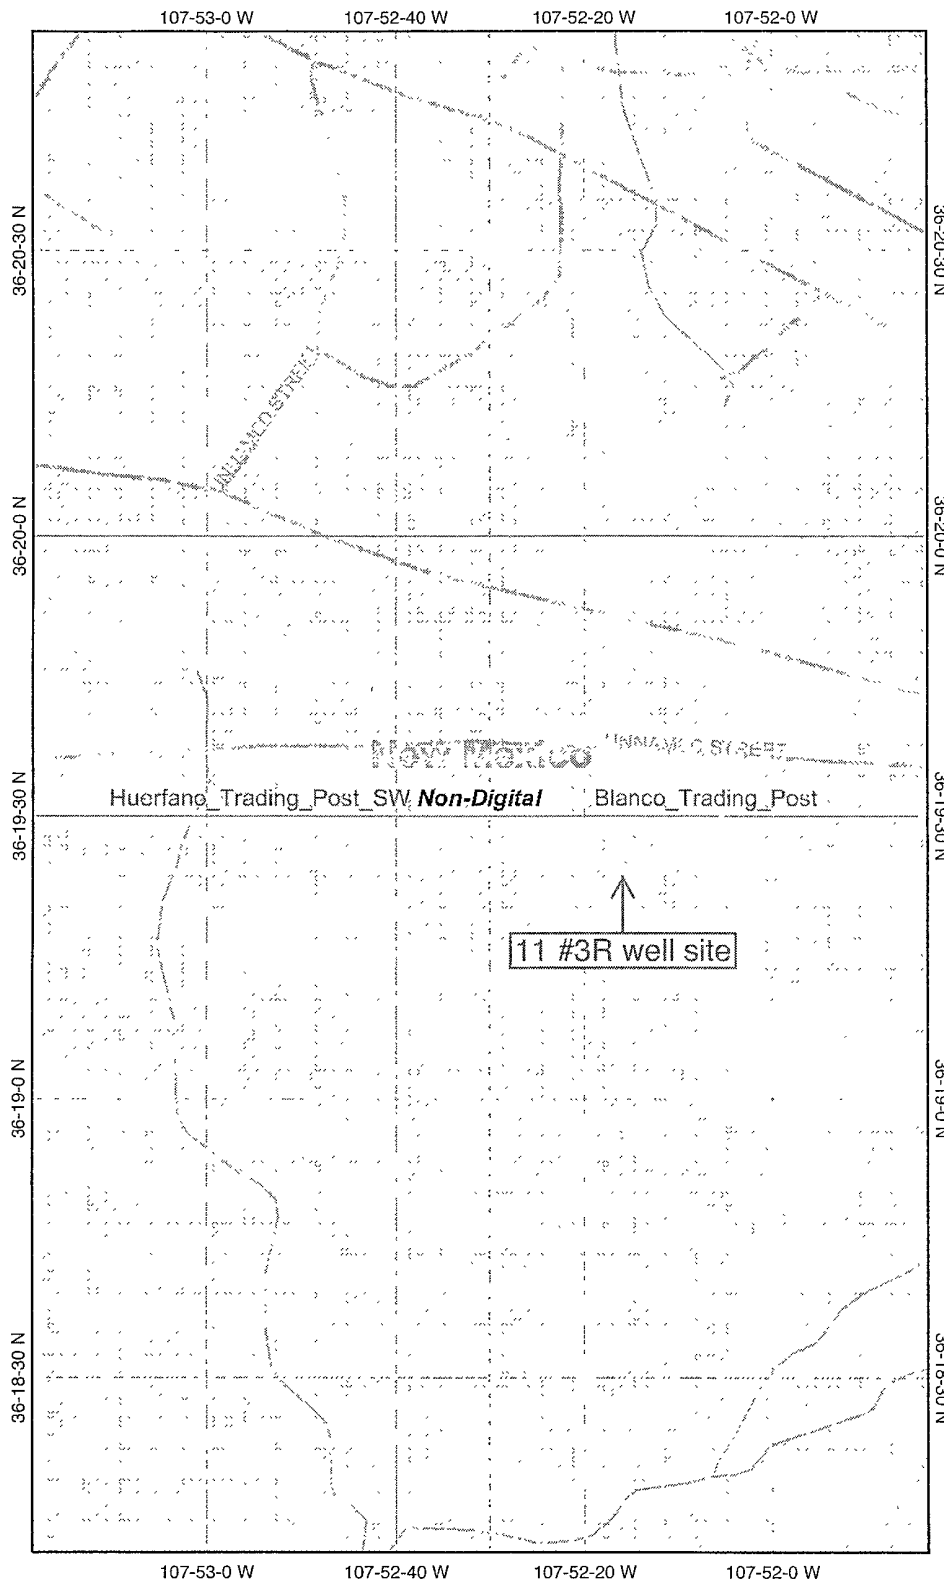 107-53-0 W 107-52-40 W 107-52-20 W 107-52-0 W
36-20-30 N 36-20-30 N
STREET
36-20-0 N 36-20-0 N
New Mexico UNNAMED STREET
Huerfano_Trading_Post_SW Non-Digital Blanco_Trading_Post
36-19-30 N 36-19-30 N
11 #3R well site
36-19-0 N 36-19-0 N
36-18-30 N 36-18-30 N
107-53-0 W 107-52-40 W 107-52-20 W 107-52-0 W